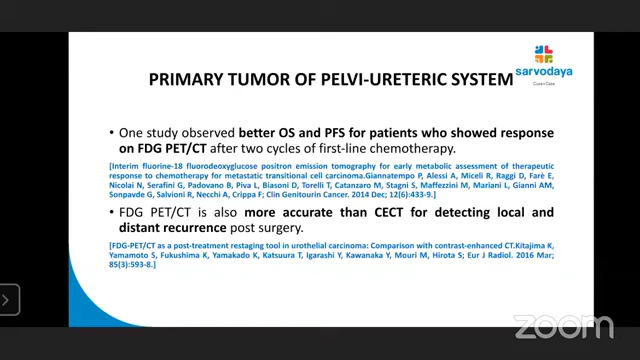 sarvodaya
Cure+Care
PRIMARY TUMOR OF PELVI-URETERIC SYSTEM
• One study observed better OS and PFS for patients who showed response
on FDG PET/CT after two cycles of first-line chemotherapy.
[Interim fluorine-18 fluorodeoxyglucose positron emission tomography for early metabolic assessment of therapeutic
response to chemotherapy for metastatic transitional cell carcinoma.Giannatempo P, Alessi A, Miceli R, Raggi D, Farè E,
Nicolai N, Serafini G, Padovano B, Piva L, Biasoni D, Torelli T, Catanzaro M, Stagni S, Maffezzini M, Mariani L, Gianni AM,
Sonpavde G, Salvioni R, Necchi A, Crippa F; Clin Genitourin Cancer. 2014 Dec; 12(6):433-9.]
• FDG PET/CT is also more accurate than CECT for detecting local and
distant recurrence post surgery.
[FDG-PET/CT as a post-treatment restaging tool in urothelial carcinoma: Comparison with contrast-enhanced CT.Kitajima K,
Yamamoto S, Fukushima K, Yamakado K, Katsuura T, Igarashi Y, Kawanaka Y, Mouri M, Hirota S; Eur J Radiol. 2016 Mar;
85(3):593-8.]
zoom